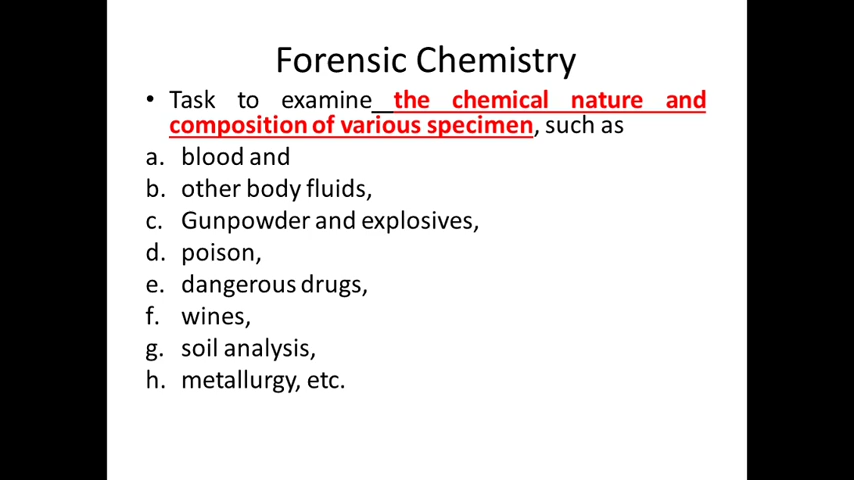 Forensic Chemistry
• Task to examine the chemical nature and
composition of various specimen, such as
a. blood and
b. other body fluids,
c. Gunpowder and explosives,
d. poison,
e. dangerous drugs,
f. wines,
g. soil analysis,
h. metallurgy, etc.